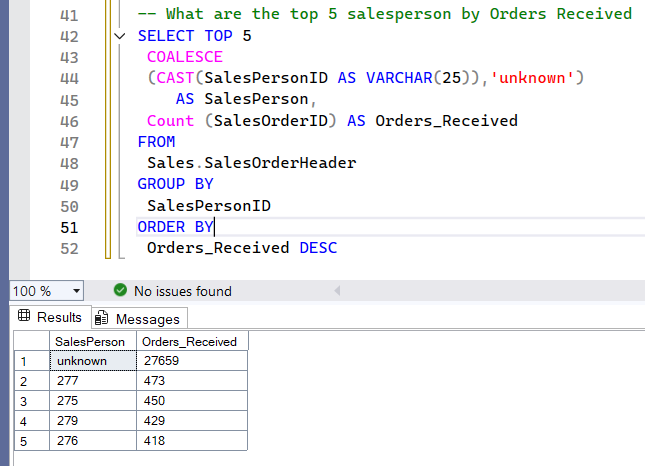 41 -- What are the top 5 salesperson by Orders Received
42 SELECT TOP 5
43 COALESCE
44 (CAST(SalesPersonID AS VARCHAR(25)),'unknown')
45 AS SalesPerson,
46 Count (SalesOrderID) AS Orders_Received
47 FROM
48 Sales.SalesOrderHeader
49 GROUP BY
50 SalesPersonID
51 ORDER BY
52 Orders_Received DESC
100 % No issues found
Results Messages
SalesPerson Orders_Received
1 unknown 27659
2 277 473
3 275 450
4 279 429
5 276 418